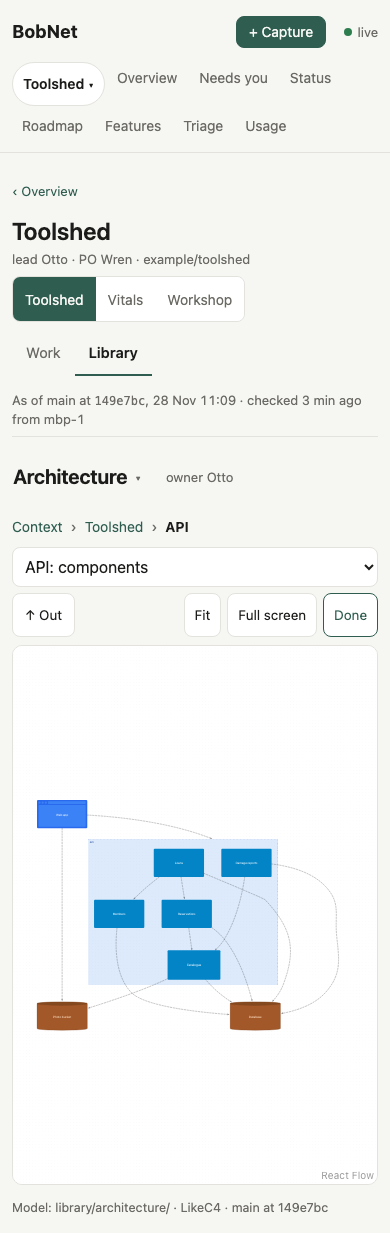 BobNet
+ Capture
live
Toolshed ▾
Overview
Needs you
Status
Roadmap
Features
Triage
Usage
‹ Overview
Toolshed
lead Otto · PO Wren · example/toolshed
Toolshed
Vitals
Workshop
Work
Library
As of main at 149e7bc, 28 Nov 11:09 · checked 3 min ago
from mbp-1
Architecture ▾
owner Otto
Context › Toolshed › API
API: components
↑ Out
Fit
Full screen
Done
React Flow
Model: library/architecture/ · LikeC4 · main at 149e7bc